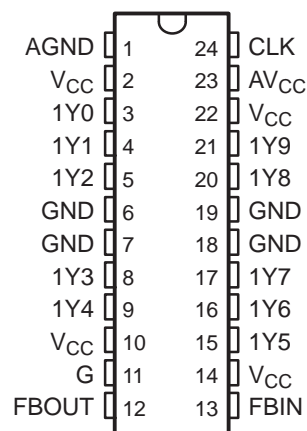 AGND 1 24 CLK
VCC 2 23 AVCC
1Y0 3 22 VCC
1Y1 4 21 1Y9
1Y2 5 20 1Y8
GND 6 19 GND
GND 7 18 GND
1Y3 8 17 1Y7
1Y4 9 16 1Y6
VCC 10 15 1Y5
G 11 14 VCC
FBOUT 12 13 FBIN